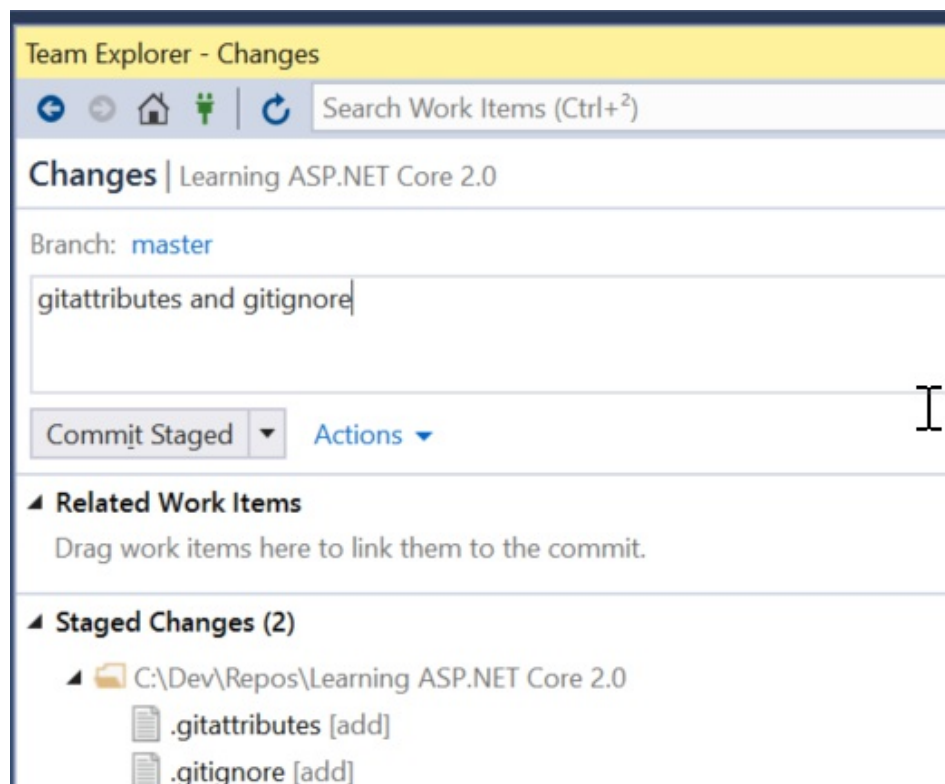 Team Explorer - Changes
Search Work Items (Ctrl+²)
Changes | Learning ASP.NET Core 2.0
Branch: master
gitattributes and gitignore
Commit Staged Actions
Related Work Items
Drag work items here to link them to the commit.
Staged Changes (2)
C:\Dev\Repos\Learning ASP.NET Core 2.0
.gitattributes [add]
.gitignore [add]